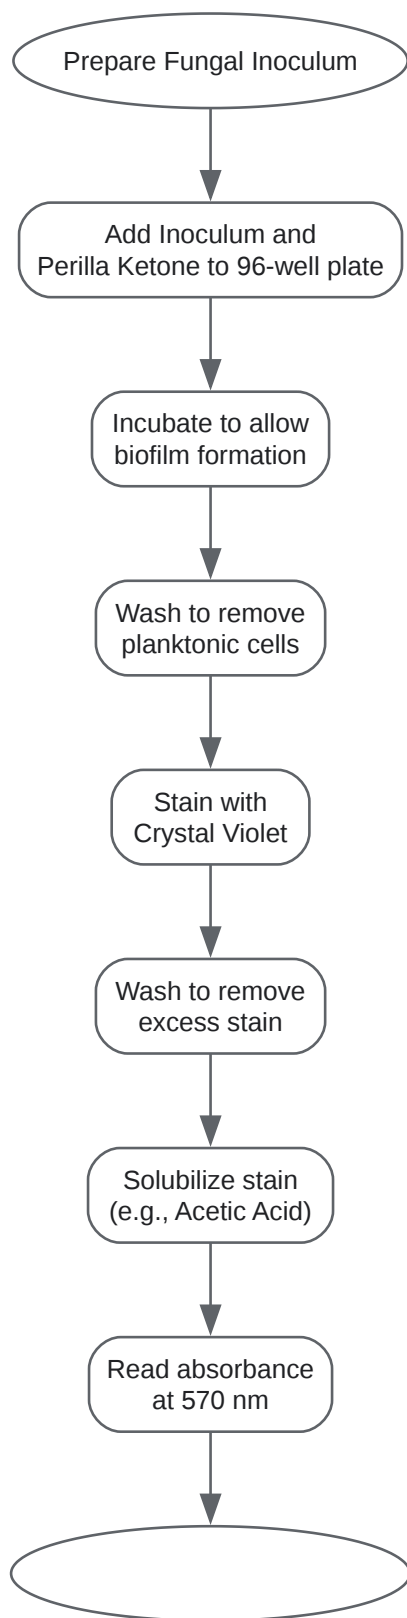 Prepare Fungal Inoculum
Add Inoculum and
Perilla Ketone to 96-well plate
Incubate to allow
biofilm formation
Wash to remove
planktonic cells
Stain with
Crystal Violet
Wash to remove
excess stain
Solubilize stain
(e.g., Acetic Acid)
Read absorbance
at 570 nm